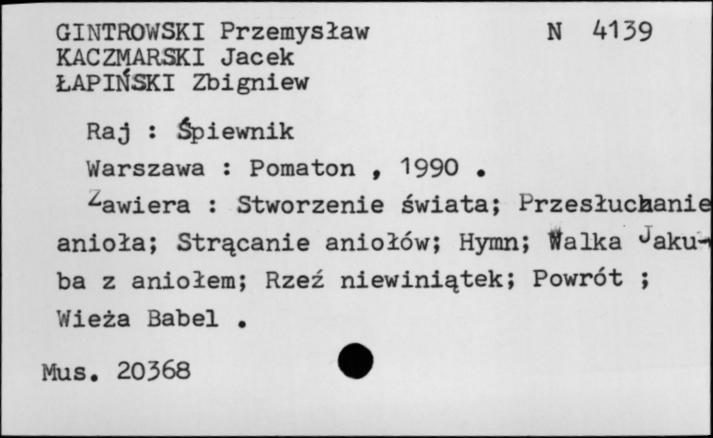 GINTROWSKI Przemysław N 4139
KACZMARSKI Jacek
ŁAPIŃSKI Zbigniew
Raj : Śpiewnik
Warszawa : Pomaton , 1990 .
Zawiera : Stworzenie świata; Przesłuchanie
anioła; Strącanie aniołów; Hymn; Walka Jaku-
ba z aniołem; Rzeź niewiniątek; Powrót ;
Wieża Babel .
Mus. 20368